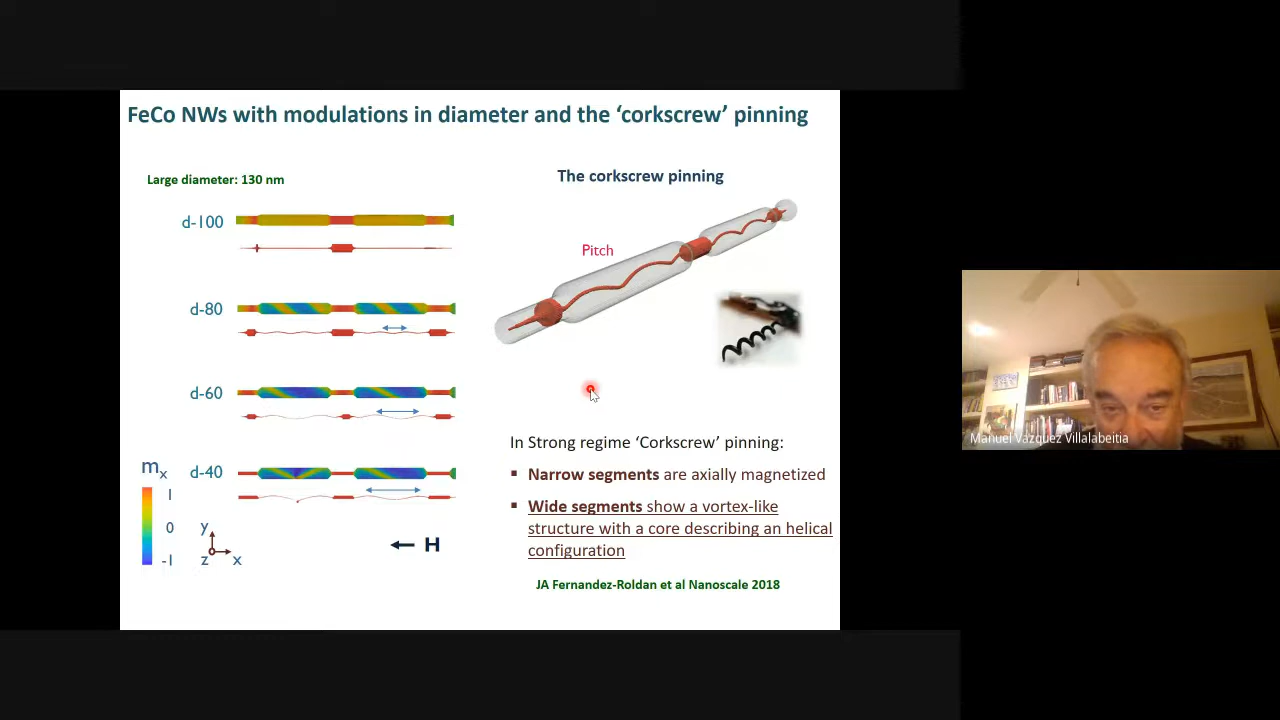 FeCo NWs with modulations in diameter and the ‘corkscrew’ pinning
Large diameter: 130 nm
d-100
d-80
d-60
d-40
mx
1
0
-1
y
z
x
H
The corkscrew pinning
Pitch
In Strong regime ‘Corkscrew’ pinning:
▪ Narrow segments are axially magnetized
▪ Wide segments show a vortex-like
structure with a core describing an helical
configuration
JA Fernandez-Roldan et al Nanoscale 2018
Manuel Vazquez Villalabeitia